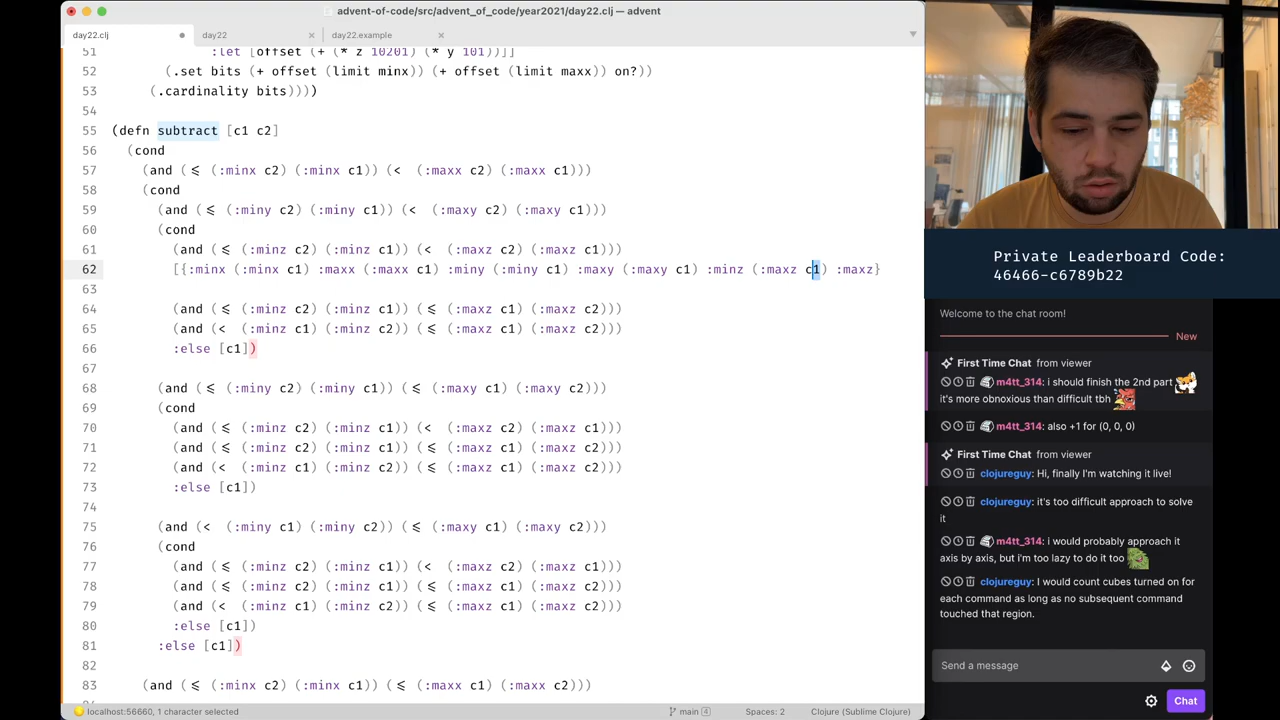 advent-of-code/src/advent_of_code/year2021/day22.clj — advent
day22.clj
day22
day22.example
51 :let [offset (+ (* z 10201) (* y 101))]]
52 (.set bits (+ offset (limit minx)) (+ offset (limit maxx)) on?))
53 (.cardinality bits))))
54
55 (defn subtract [c1 c2]
56 (cond
57 (and (≤ (:minx c2) (:minx c1)) (< (:maxx c2) (:maxx c1)))
58 (cond
59 (and (≤ (:miny c2) (:miny c1)) (< (:maxy c2) (:maxy c1)))
60 (cond
61 (and (≤ (:minz c2) (:minz c1)) (< (:maxz c2) (:maxz c1)))
62 [{:minx (:minx c1) :maxx (:maxx c1) :miny (:miny c1) :maxy (:maxy c1) :minz (:maxz c1) :maxz}
63
64 (and (≤ (:minz c2) (:minz c1)) (≤ (:maxz c1) (:maxz c2)))
65 (and (< (:minz c1) (:minz c2)) (≤ (:maxz c1) (:maxz c2)))
66 :else [c1])
67
68 (and (≤ (:miny c2) (:miny c1)) (≤ (:maxy c1) (:maxy c2)))
69 (cond
70 (and (≤ (:minz c2) (:minz c1)) (< (:maxz c2) (:maxz c1)))
71 (and (≤ (:minz c2) (:minz c1)) (≤ (:maxz c1) (:maxz c2)))
72 (and (< (:minz c1) (:minz c2)) (≤ (:maxz c1) (:maxz c2)))
73 :else [c1])
74
75 (and (< (:miny c1) (:miny c2)) (≤ (:maxy c1) (:maxy c2)))
76 (cond
77 (and (≤ (:minz c2) (:minz c1)) (< (:maxz c2) (:maxz c1)))
78 (and (≤ (:minz c2) (:minz c1)) (≤ (:maxz c1) (:maxz c2)))
79 (and (< (:minz c1) (:minz c2)) (≤ (:maxz c1) (:maxz c2)))
80 :else [c1])
81 :else [c1])
82
83 (and (≤ (:minx c2) (:minx c1)) (≤ (:maxx c1) (:maxx c2)))
localhost:56660, 1 character selected
main 4
Spaces: 2
Clojure (Sublime Clojure)
Private Leaderboard Code:
46466-c6789b22
Welcome to the chat room!
New
First Time Chat from viewer
m4tt_314: i should finish the 2nd part
it's more obnoxious than difficult tbh
m4tt_314: also +1 for (0, 0, 0)
First Time Chat from viewer
clojureguy: Hi, finally I'm watching it live!
clojureguy: it's too difficult approach to solve
it
m4tt_314: i would probably approach it
axis by axis, but i'm too lazy to do it too
clojureguy: I would count cubes turned on for
each command as long as no subsequent command
touched that region.
Send a message
Chat